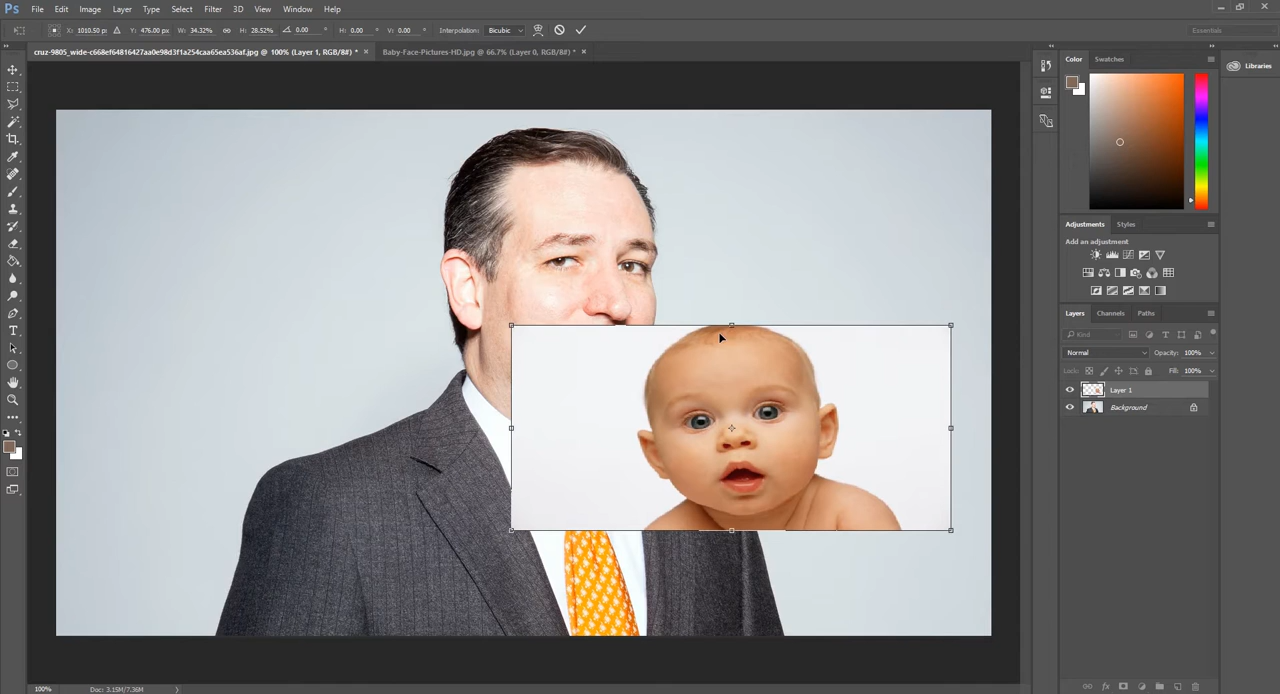 Ps File Edit Image Layer Type Select Filter 3D View Window Help
X: 1010.50 px Y: 476.00 px W: 34.32% H: 28.52% 0.00 ° H: 0.00 ° V: 0.00 ° Interpolation: Bicubic Essentials
cruz-9805_wide-c668ef64816427aa0e98d3f1a254caa65ea536af.jpg @ 100% (Layer 1, RGB/8#) * × Baby-Face-Pictures-HD.jpg @ 66.7% (Layer 0, RGB/8#) * ×
Color Swatches
Libraries
Adjustments Styles
Add an adjustment
Layers Channels Paths
Kind
Normal Opacity: 100%
Lock: Fill: 100%
Layer 1
Background
100% Doc: 3.15M/7.36M